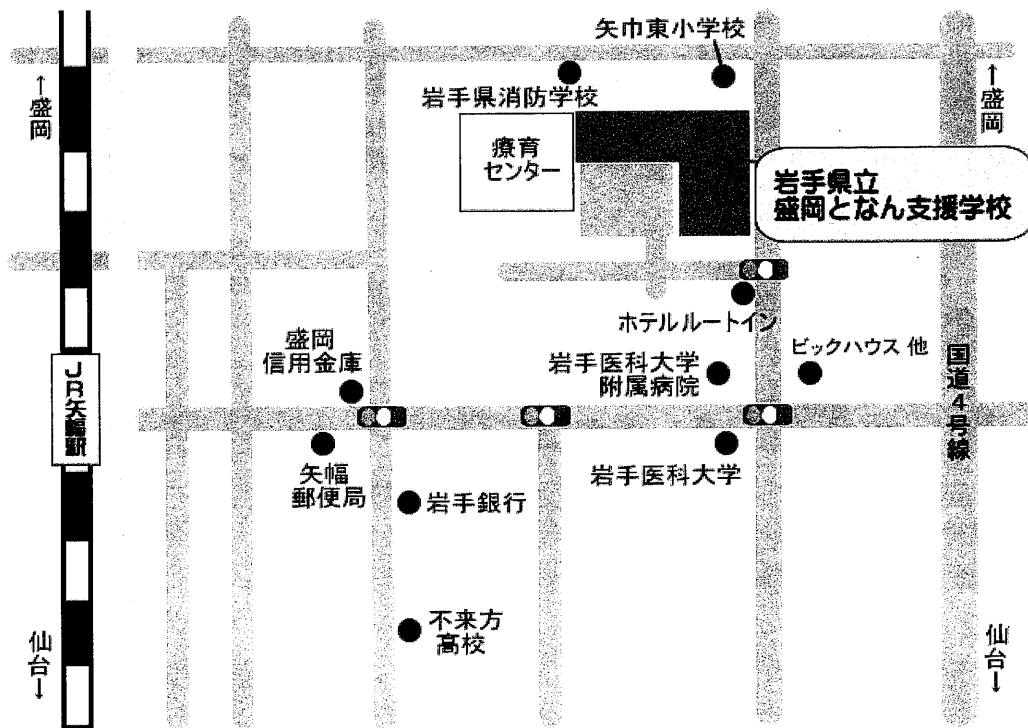 矢巾東小学校
↑盛岡
岩手県消防学校
↑盛岡
療育
センター
岩手県立
盛岡となん支援学校
ホテルルートイン
盛岡
信用金庫
岩手医科大学
附属病院
ビックハウス 他
JR矢幅駅
国道4号線
矢幅
郵便局
岩手銀行
岩手医科大学
不来方
高校
仙台↓
仙台↓